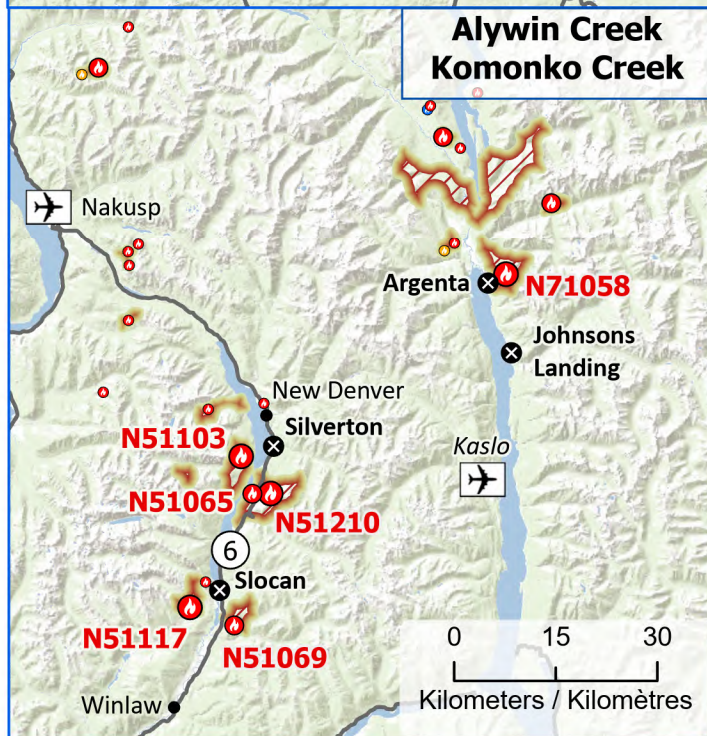 Alywin Creek
Komonko Creek
Nakusp
Argenta
N71058
Johnsons
Landing
New Denver
N51103
Silverton
Kaslo
N51065
N51210
6
Slocan
N51117
N51069
Winlaw
0 15 30
Kilometers / Kilomètres